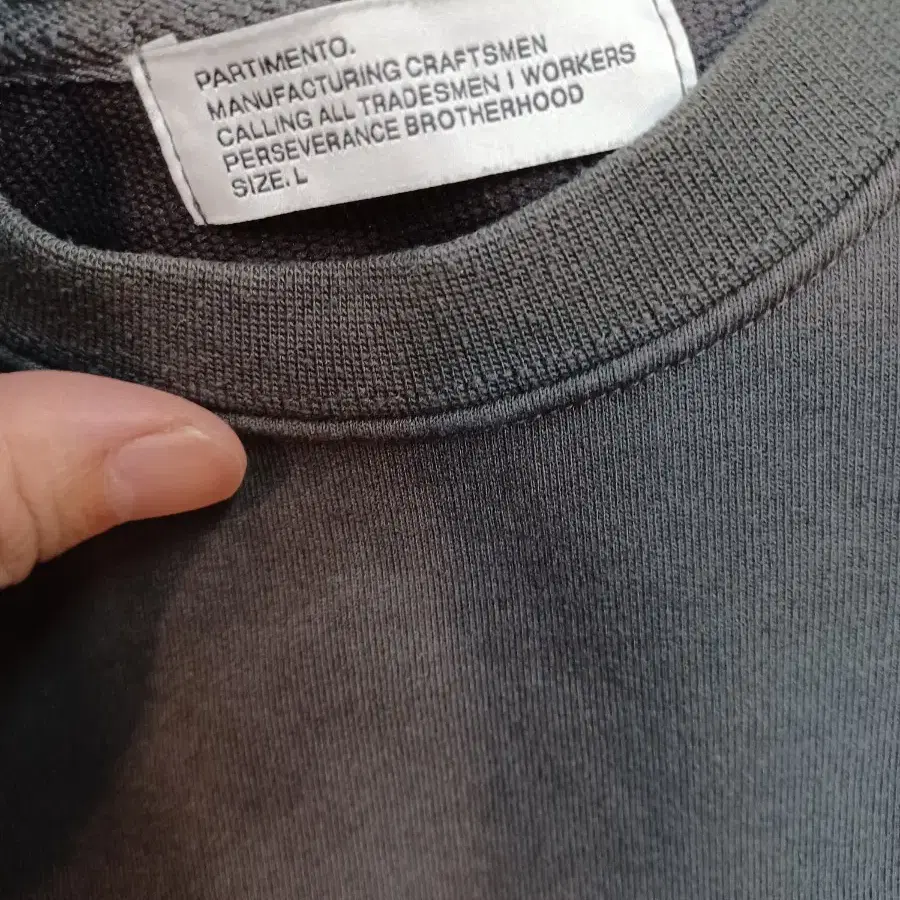 PARTIMENTO.
MANUFACTURING CRAFTSMEN
CALLING ALL TRADESMEN I WORKERS
PERSEVERANCE BROTHERHOOD
SIZE. L